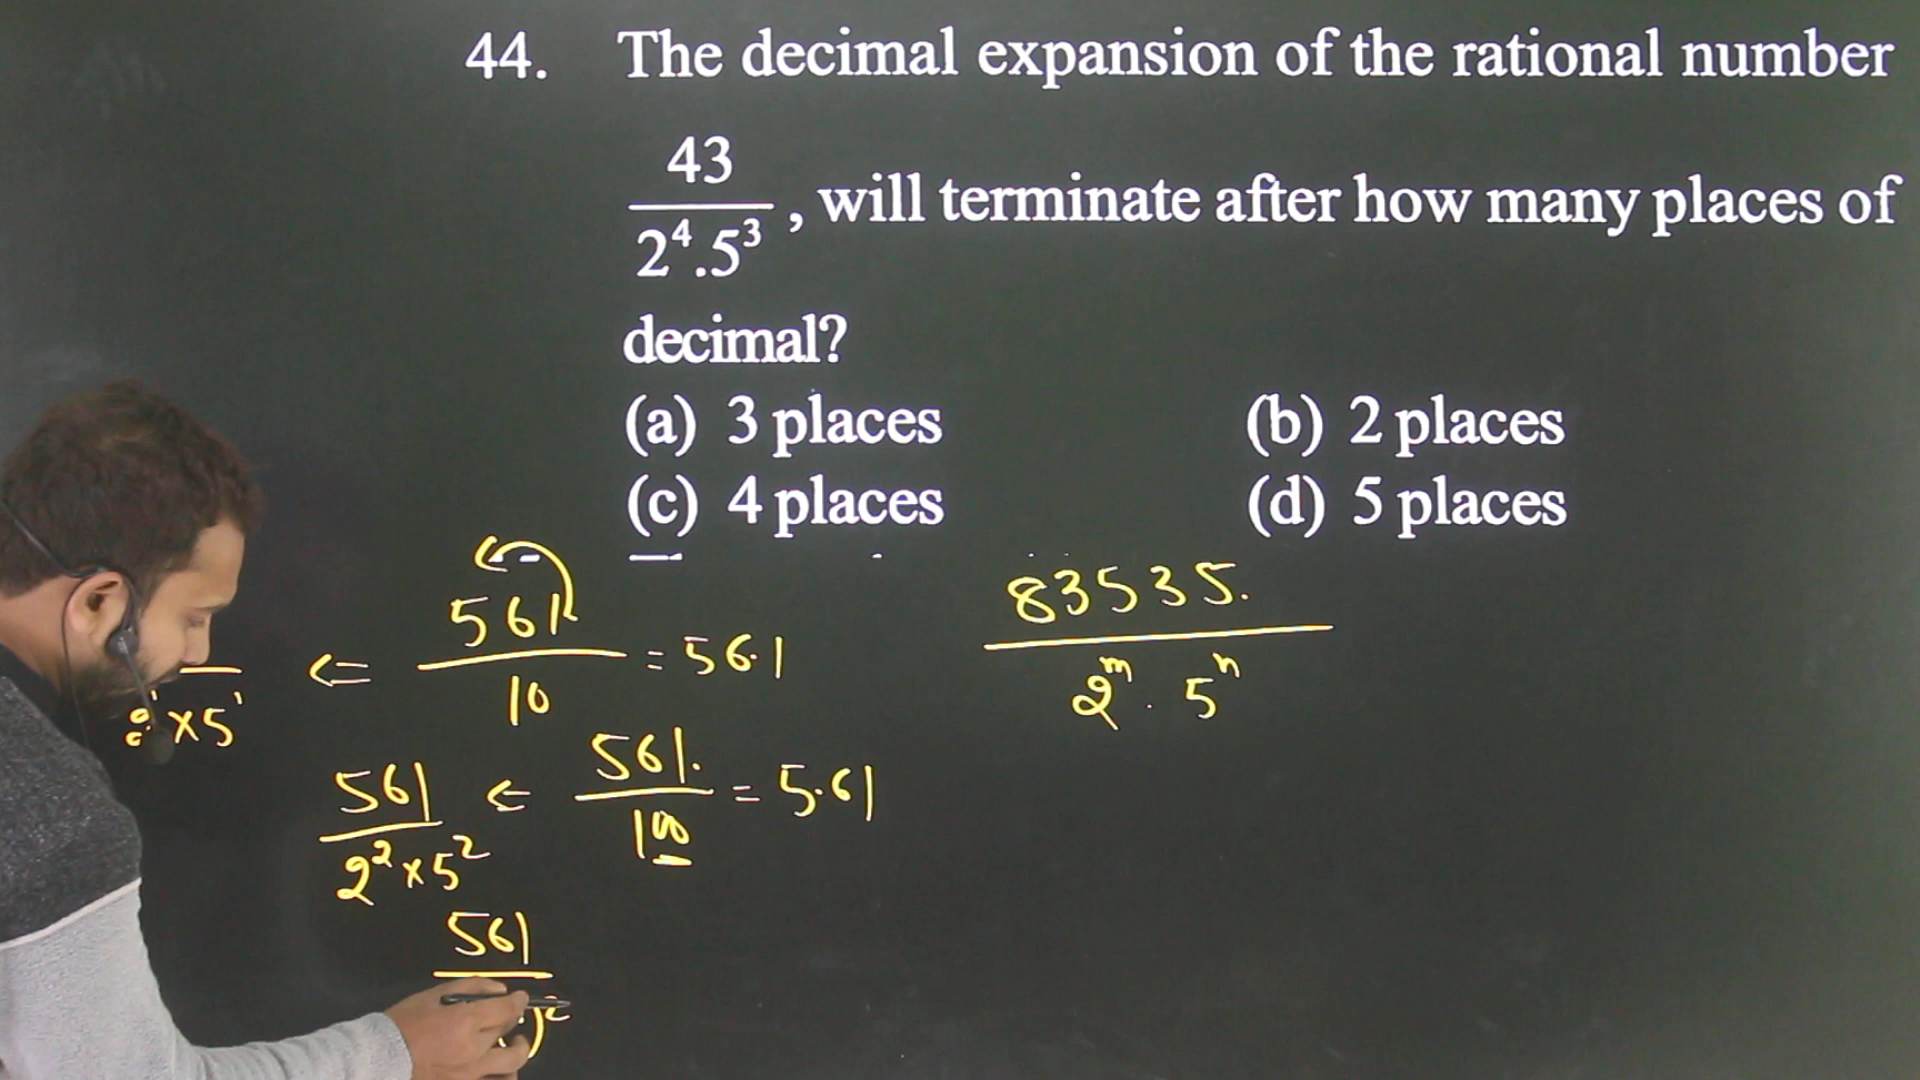 44. The decimal expansion of the rational number
43
2⁴.5³ , will terminate after how many places of
decimal?
(a) 3 places (b) 2 places
(c) 4 places (d) 5 places
561
10 = 56.1
x5¹
83535.
2ᵐ . 5ⁿ
561.
100 = 5.61
561
2² x 5²
561